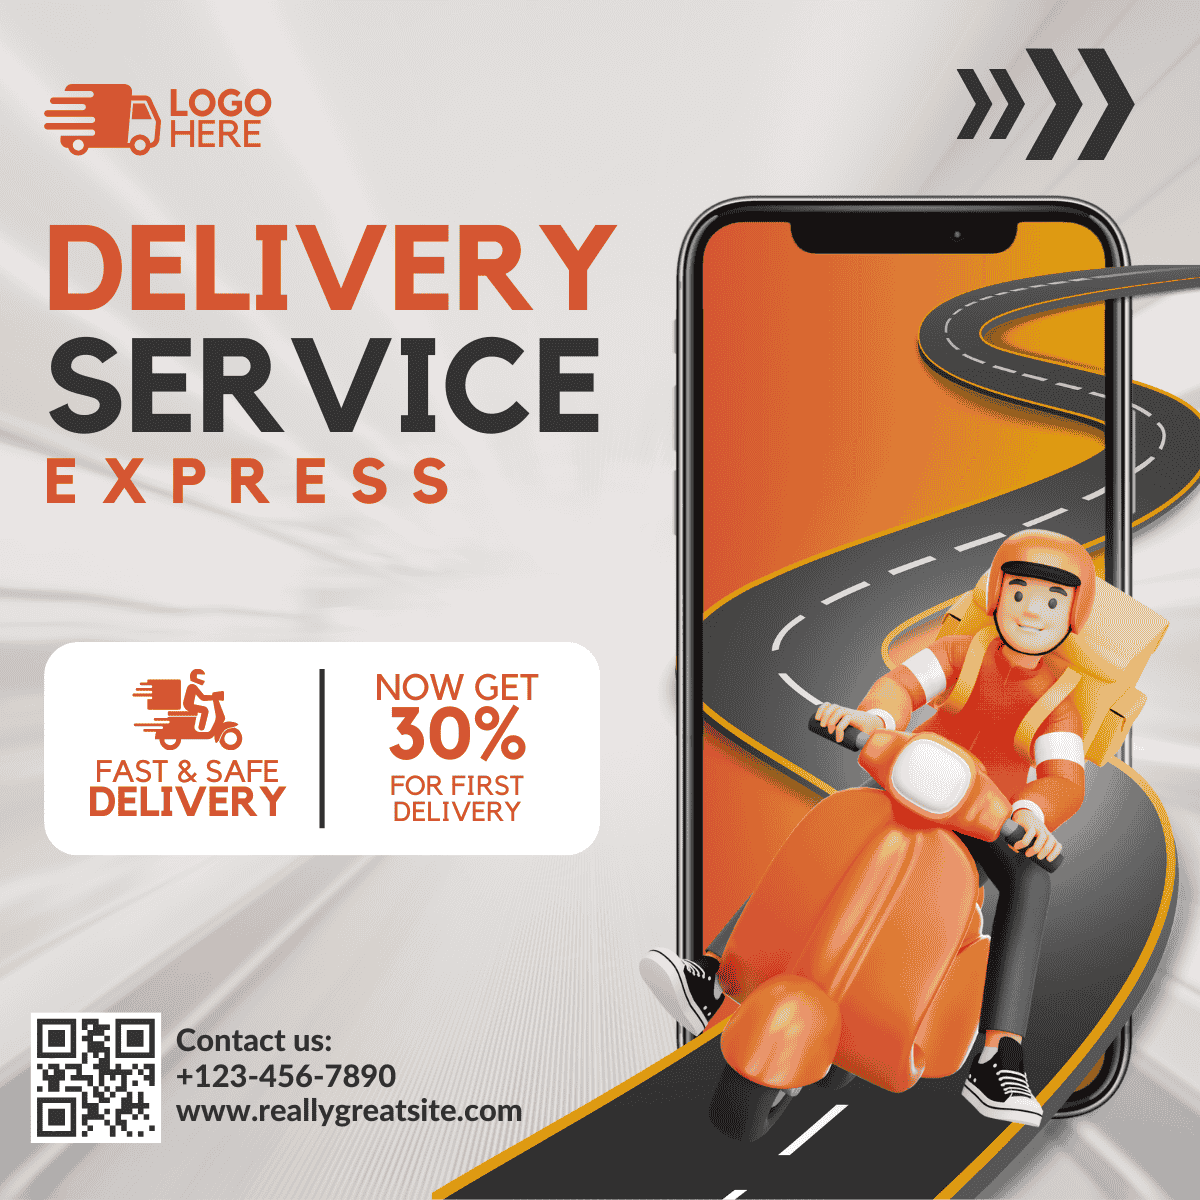 LOGO
HERE
DELIVERY
SERVICE
EXPRESS
FAST & SAFE
DELIVERY
NOW GET
30%
FOR FIRST
DELIVERY
Contact us:
+123-456-7890
www.reallygreatsite.com